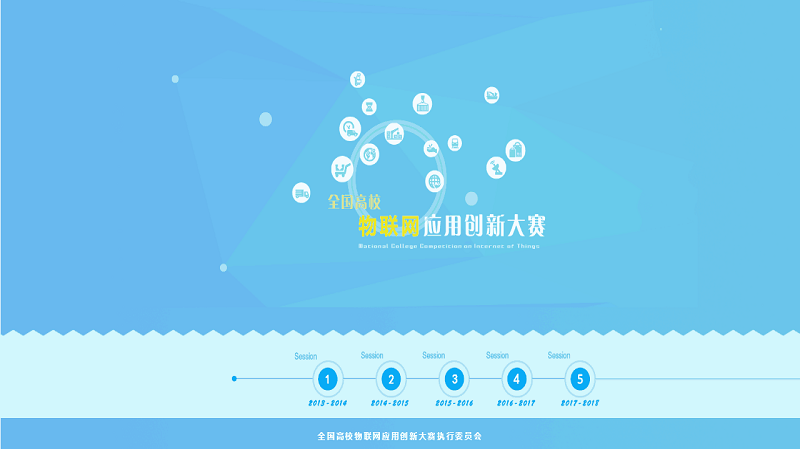 全国高校
物联网应用创新大赛
National College Competition on Internet of Things
Session Session Session Session Session
1 2 3 4 5
2013-2014 2014-2015 2015-2016 2016-2017 2017-2018
全国高校物联网应用创新大赛执行委员会